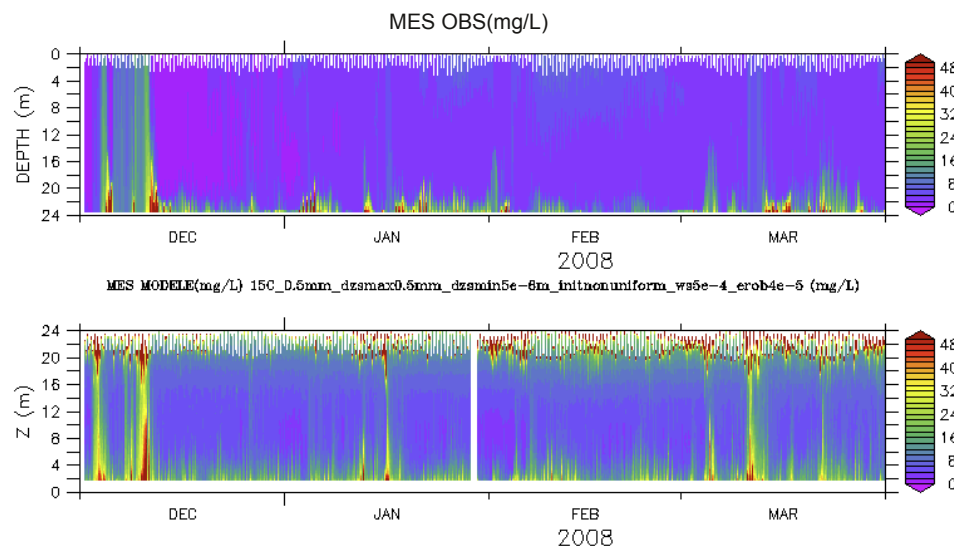 MES OBS(mg/L)
0
4
8
12
16
20
24
DEPTH (m)
DEC
JAN
FEB
MAR
2008
48
40
32
24
16
8
0
MES MODELE(mg/L) 15C_0.5mm_dzsmax0.5mm_dzsmin5e-6m_initnonuniform_ws5e-4_erob4e-5 (mg/L)
24
20
16
12
8
4
0
Z (m)
DEC
JAN
FEB
MAR
2008
48
40
32
24
16
8
0